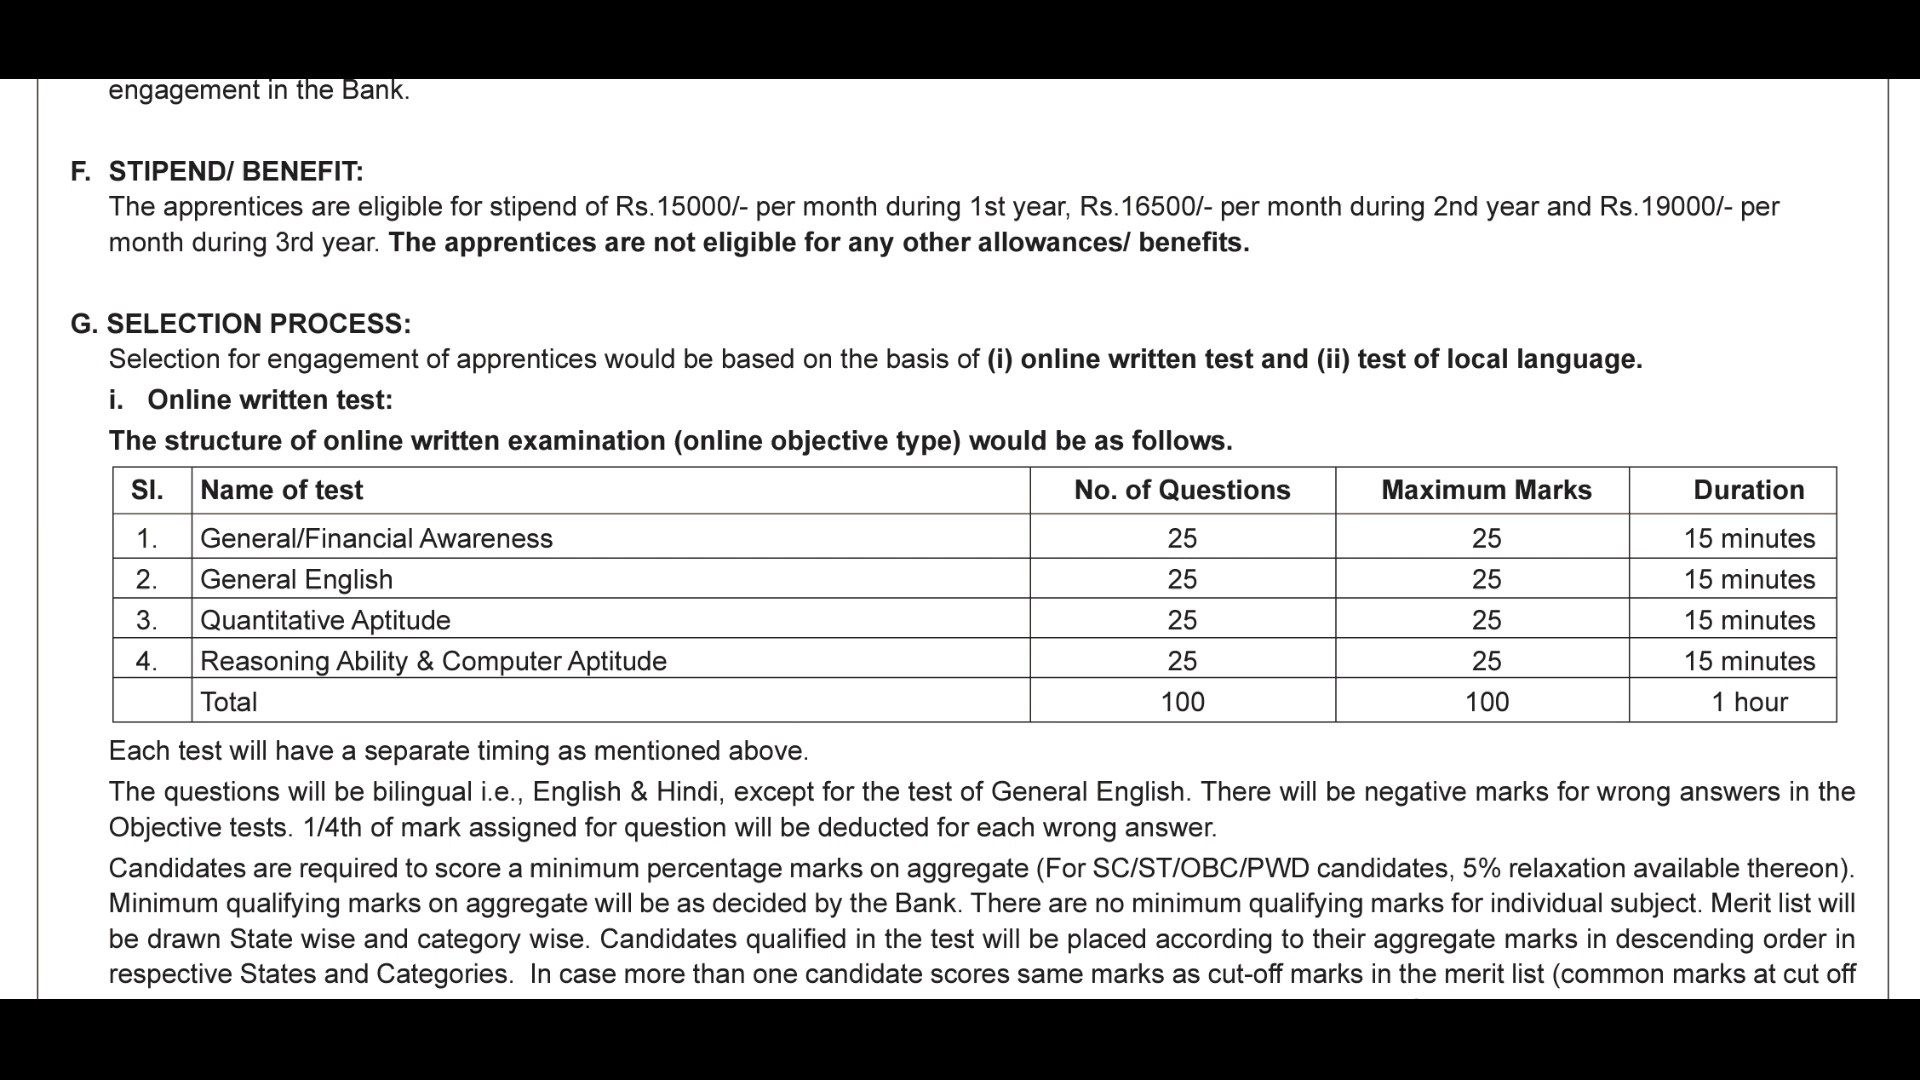 engagement in the Bank.
F. STIPEND/ BENEFIT:
The apprentices are eligible for stipend of Rs.15000/- per month during 1st year, Rs.16500/- per month during 2nd year and Rs.19000/- per
month during 3rd year. The apprentices are not eligible for any other allowances/ benefits.
G. SELECTION PROCESS:
Selection for engagement of apprentices would be based on the basis of (i) online written test and (ii) test of local language.
i. Online written test:
The structure of online written examination (online objective type) would be as follows.
Sl. Name of test No. of Questions Maximum Marks Duration
1. General/Financial Awareness 25 25 15 minutes
2. General English 25 25 15 minutes
3. Quantitative Aptitude 25 25 15 minutes
4. Reasoning Ability & Computer Aptitude 25 25 15 minutes
Total 100 100 1 hour
Each test will have a separate timing as mentioned above.
The questions will be bilingual i.e., English & Hindi, except for the test of General English. There will be negative marks for wrong answers in the
Objective tests. 1/4th of mark assigned for question will be deducted for each wrong answer.
Candidates are required to score a minimum percentage marks on aggregate (For SC/ST/OBC/PWD candidates, 5% relaxation available thereon).
Minimum qualifying marks on aggregate will be as decided by the Bank. There are no minimum qualifying marks for individual subject. Merit list will
be drawn State wise and category wise. Candidates qualified in the test will be placed according to their aggregate marks in descending order in
respective States and Categories. In case more than one candidate scores same marks as cut-off marks in the merit list (common marks at cut off